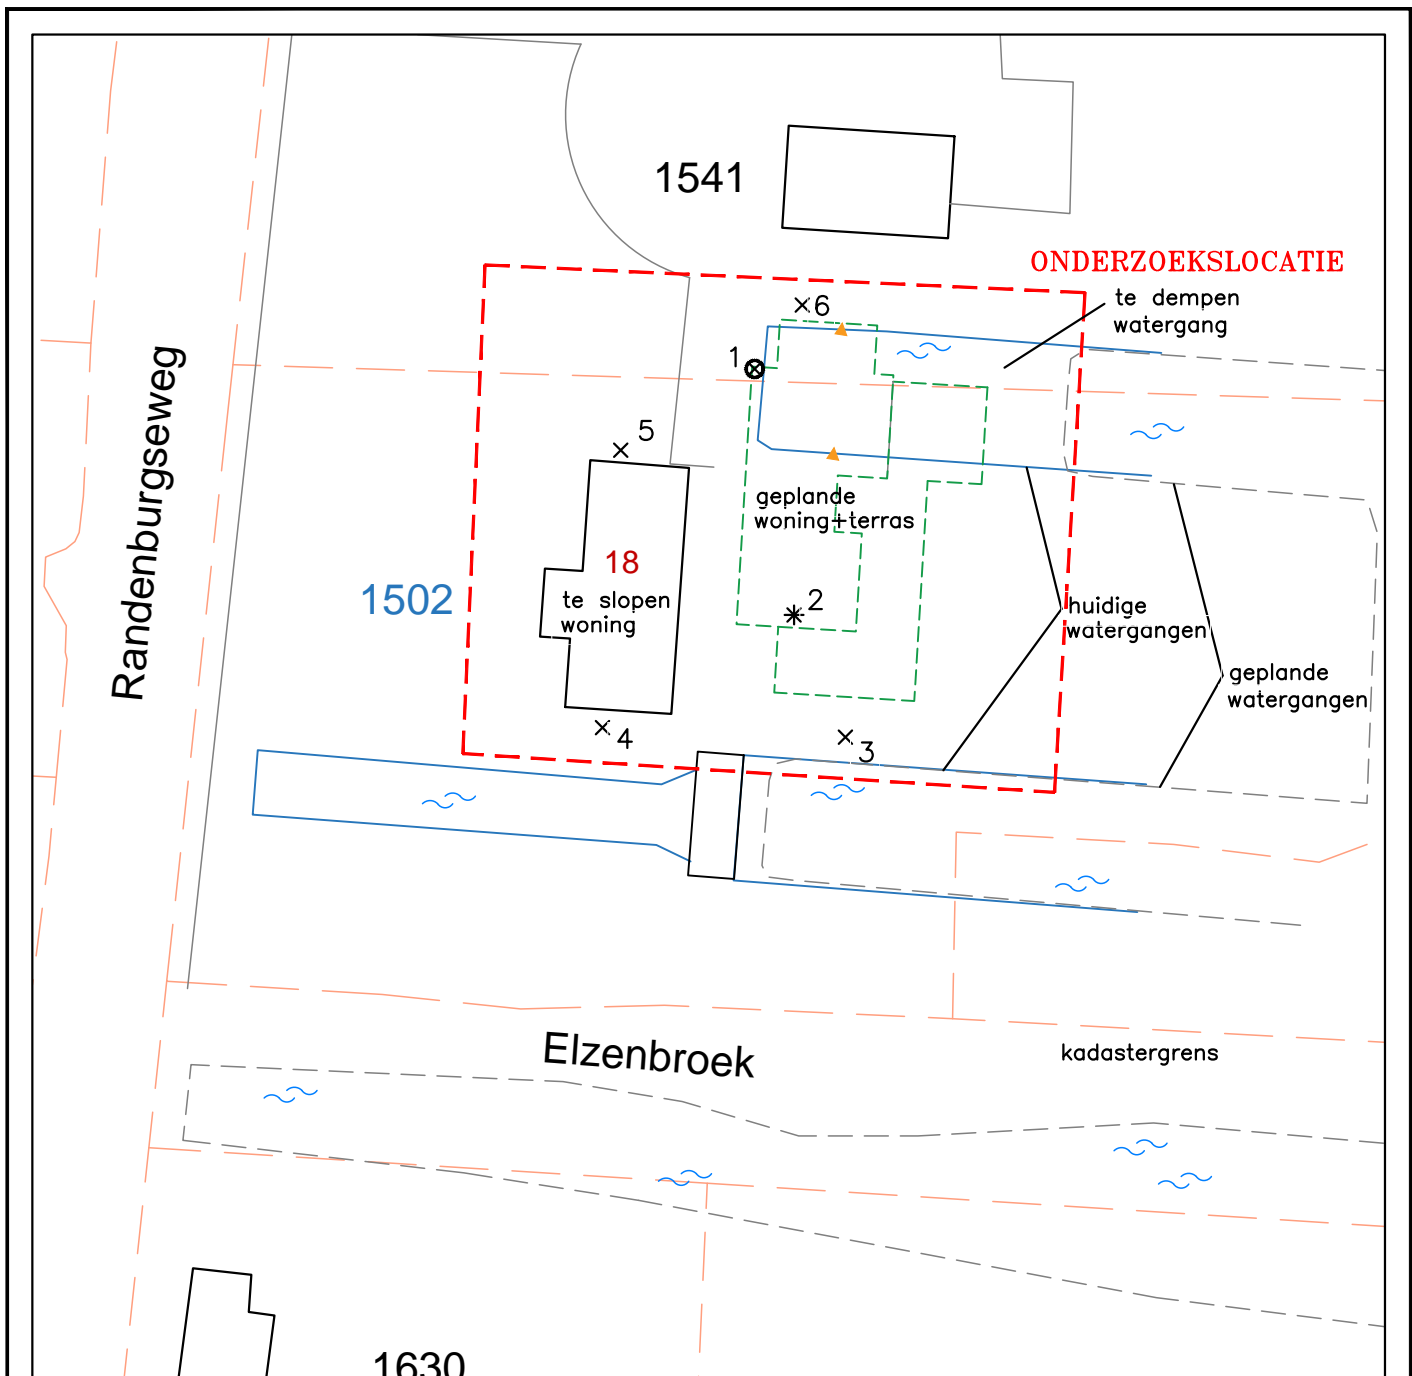 1541
ONDERZOEKSLOCATIE
te dempen
watergang
6
1
5
Randenburgseweg
geplande
woning+terras
18
1502
te slopen
woning
2
huidige
watergangen
geplande
watergangen
4
3
Elzenbroek
kadastergrens
1630